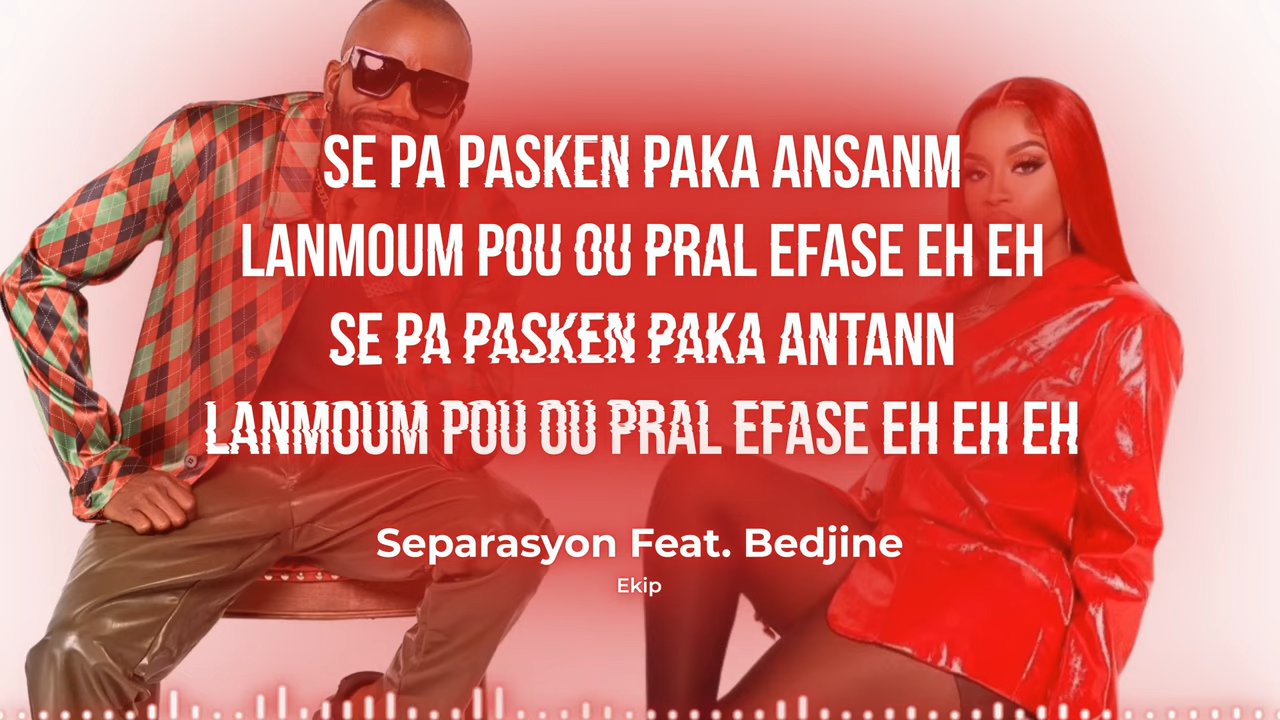 SE PA PASKEN PAKA ANSANM
LANMOUM POU OU PRAL EFASE EH EH
SE PA PASKEN PAKA ANTANN
LANMOUM POU OU PRAL EFASE EH EH EH
Separasyon Feat. Bedjine
Ekip